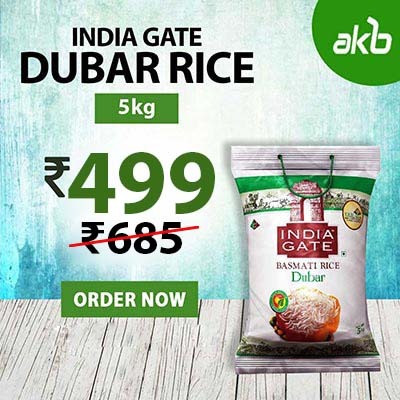 INDIA GATE
DUBAR RICE
5kg
akb
₹499
₹685
ORDER NOW
INDIA
GATE
BASMATI RICE
Dubar